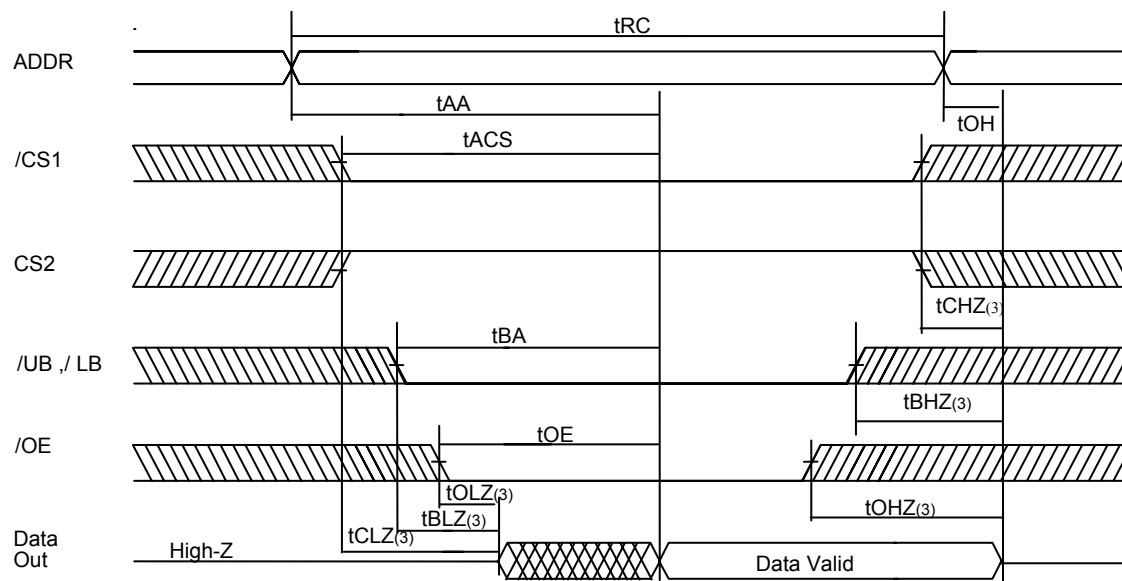 tRC
ADDR
tAA
tOH
tACS
/CS1
CS2
tCHZ(3)
tBA
/UB ,/ LB
tBHZ(3)
tOE
/OE
tOLZ(3)
tOHZ(3)
tBLZ(3)
tCLZ(3)
Data
Out
High-Z
Data Valid